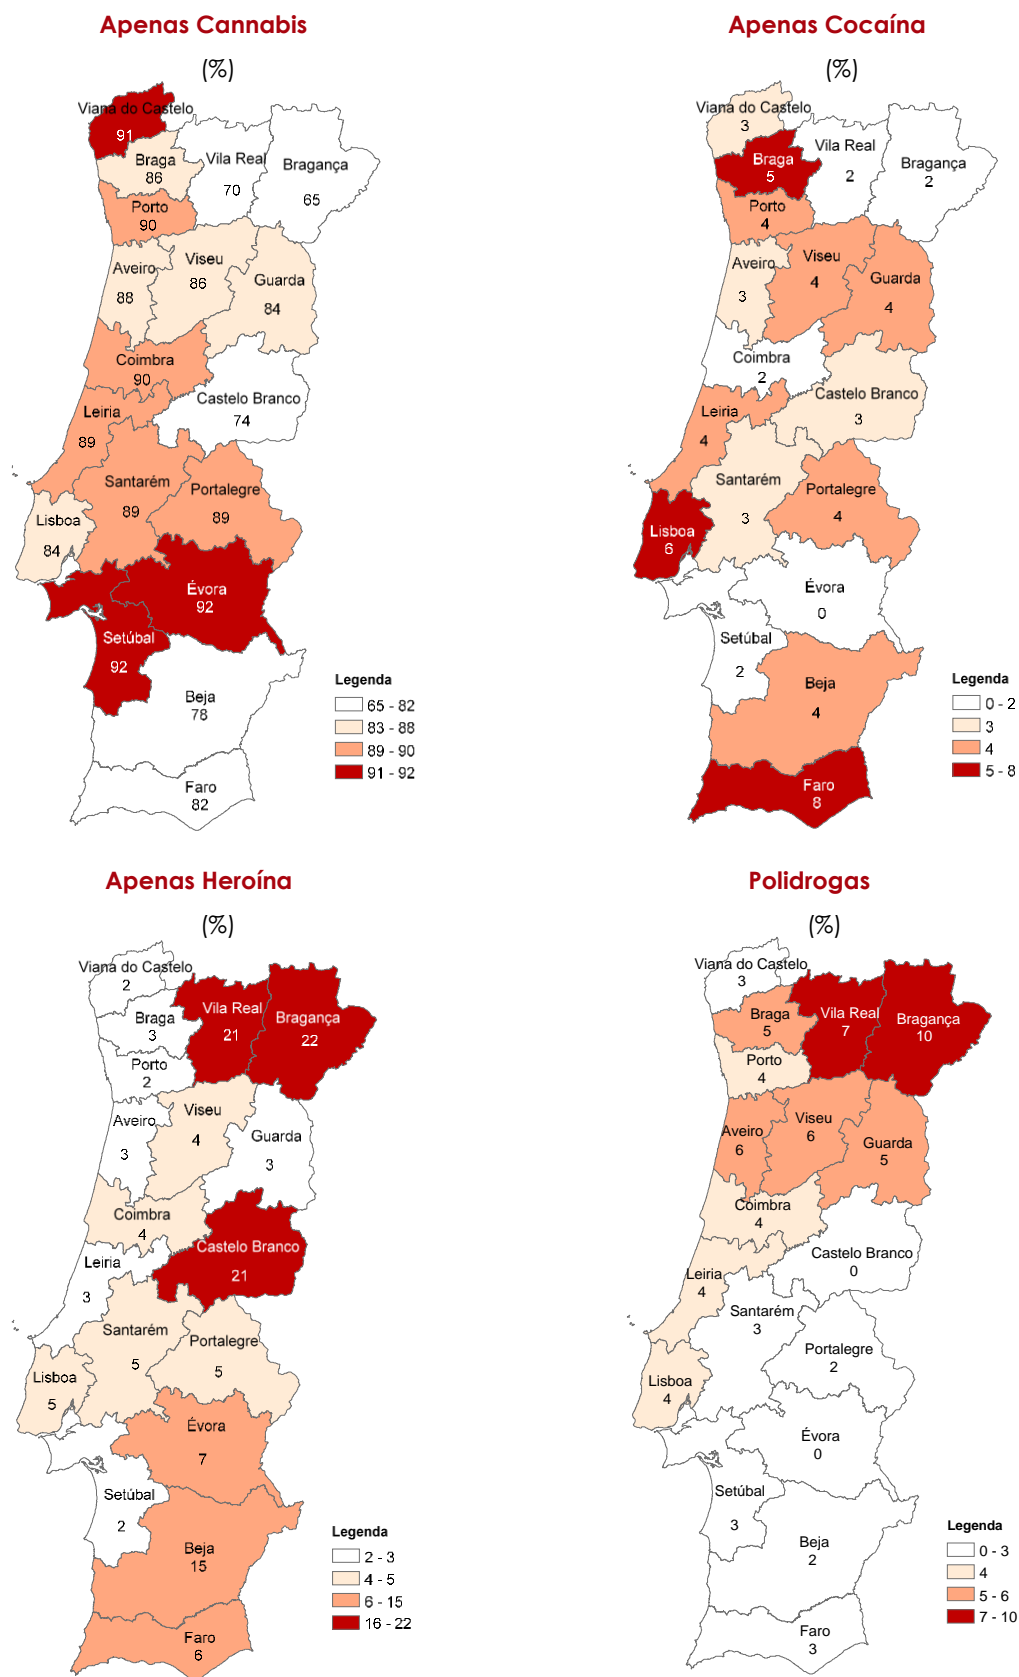 Apenas Cannabis
(%)
Viana do Castelo
91
Braga
86
Vila Real
70
Bragança
65
Porto
90
Aveiro
88
Viseu
86
Guarda
84
Coimbra
90
Castelo Branco
74
Leiria
89
Santarém
89
Portalegre
89
Lisboa
84
Évora
92
Setúbal
92
Beja
78
Faro
82
Legenda
65 - 82
83 - 88
89 - 90
91 - 92
Apenas Cocaína
(%)
Viana do Castelo
3
Braga
5
Vila Real
2
Bragança
2
Porto
4
Aveiro
3
Viseu
4
Guarda
4
Coimbra
2
Castelo Branco
3
Leiria
4
Santarém
3
Portalegre
4
Lisboa
6
Évora
0
Setúbal
2
Beja
4
Faro
8
Legenda
0 - 2
3
4
5 - 8
Apenas Heroína
(%)
Viana do Castelo
2
Braga
3
Vila Real
21
Bragança
22
Porto
2
Aveiro
3
Viseu
4
Guarda
3
Coimbra
4
Castelo Branco
21
Leiria
3
Santarém
5
Portalegre
5
Lisboa
5
Évora
7
Setúbal
2
Beja
15
Faro
6
Legenda
2 - 3
4 - 5
6 - 15
16 - 22
Polidrogas
(%)
Viana do Castelo
3
Braga
5
Vila Real
7
Bragança
10
Porto
4
Aveiro
6
Viseu
6
Guarda
5
Coimbra
4
Castelo Branco
0
Leiria
4
Santarém
3
Portalegre
2
Lisboa
4
Évora
0
Setúbal
3
Beja
2
Faro
3
Legenda
0 - 3
4
5 - 6
7 - 10